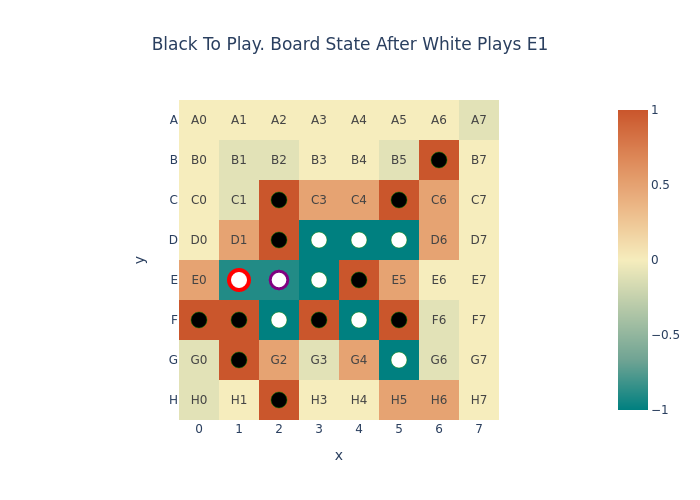 Black To Play. Board State After White Plays E1
A A0 A1 A2 A3 A4 A5 A6 A7
B B0 B1 B2 B3 B4 B5 B7
C C0 C1 C3 C4 C6 C7
D D0 D1 D6 D7
E E0 E5 E6 E7
F F6 F7
G G0 G2 G3 G4 G6 G7
H H0 H1 H3 H4 H5 H6 H7
0 1 2 3 4 5 6 7
x
y
1
0.5
0
−0.5
−1